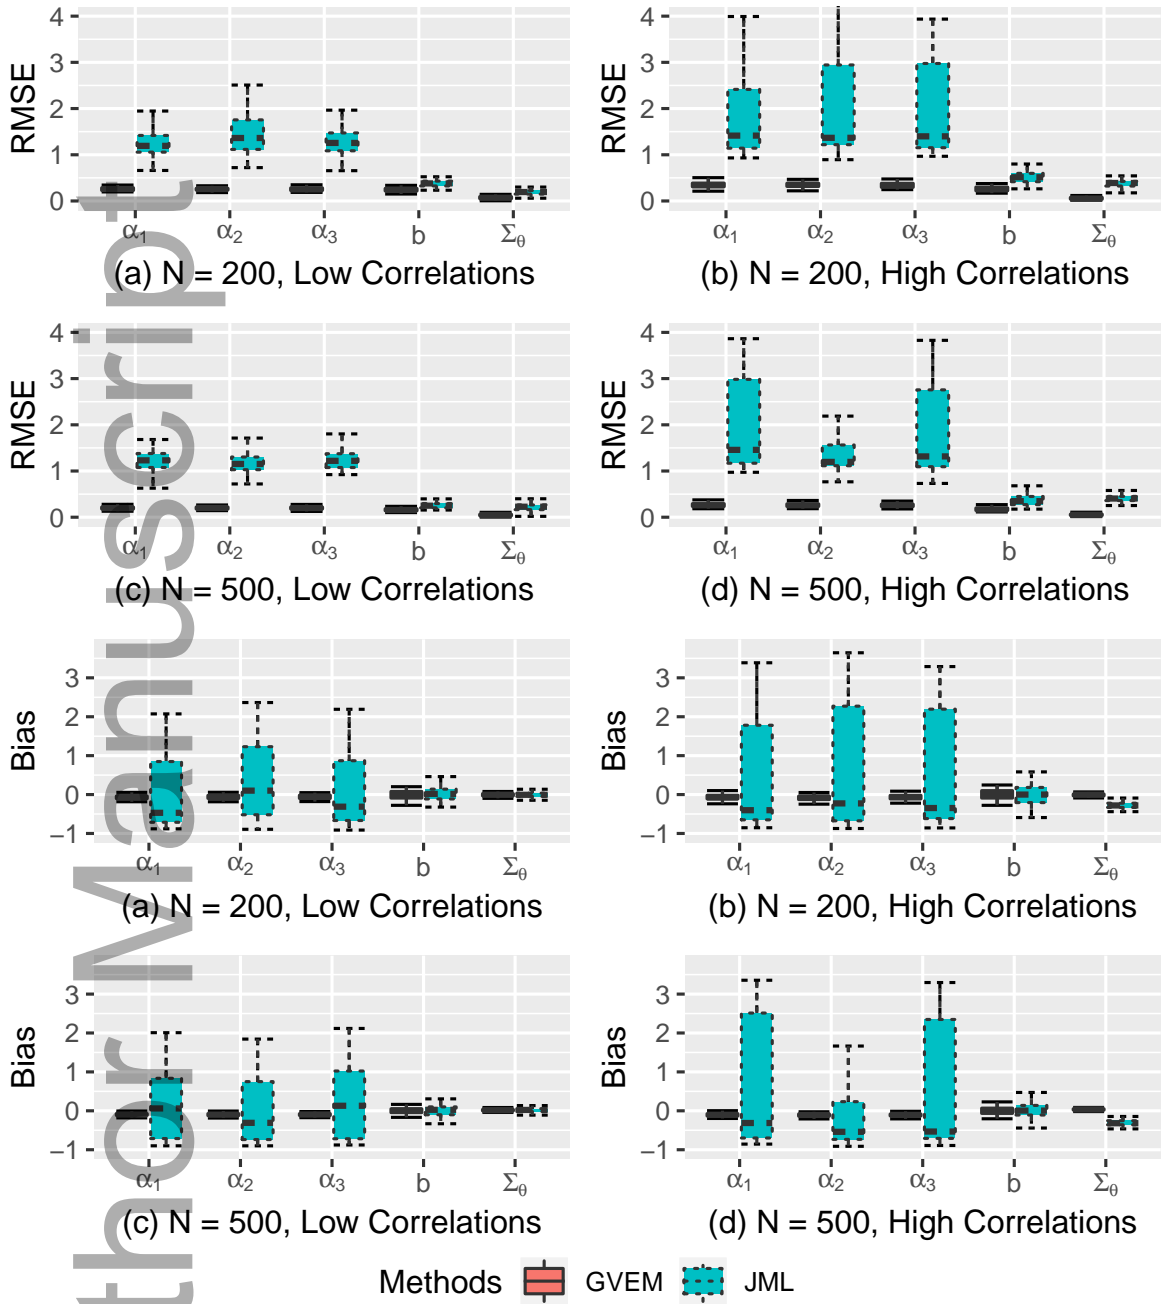 RMSE
4
3
2
1
0
α1 α2 α3 b Σθ
(a) N = 200, Low Correlations
RMSE
4
3
2
1
0
α1 α2 α3 b Σθ
(b) N = 200, High Correlations
RMSE
4
3
2
1
0
α1 α2 α3 b Σθ
(c) N = 500, Low Correlations
RMSE
4
3
2
1
0
α1 α2 α3 b Σθ
(d) N = 500, High Correlations
Bias
3
2
1
0
−1
α1 α2 α3 b Σθ
(a) N = 200, Low Correlations
Bias
3
2
1
0
−1
α1 α2 α3 b Σθ
(b) N = 200, High Correlations
Bias
3
2
1
0
−1
α1 α2 α3 b Σθ
(c) N = 500, Low Correlations
Bias
3
2
1
0
−1
α1 α2 α3 b Σθ
(d) N = 500, High Correlations
Methods GVEM JML
thor Manuscript